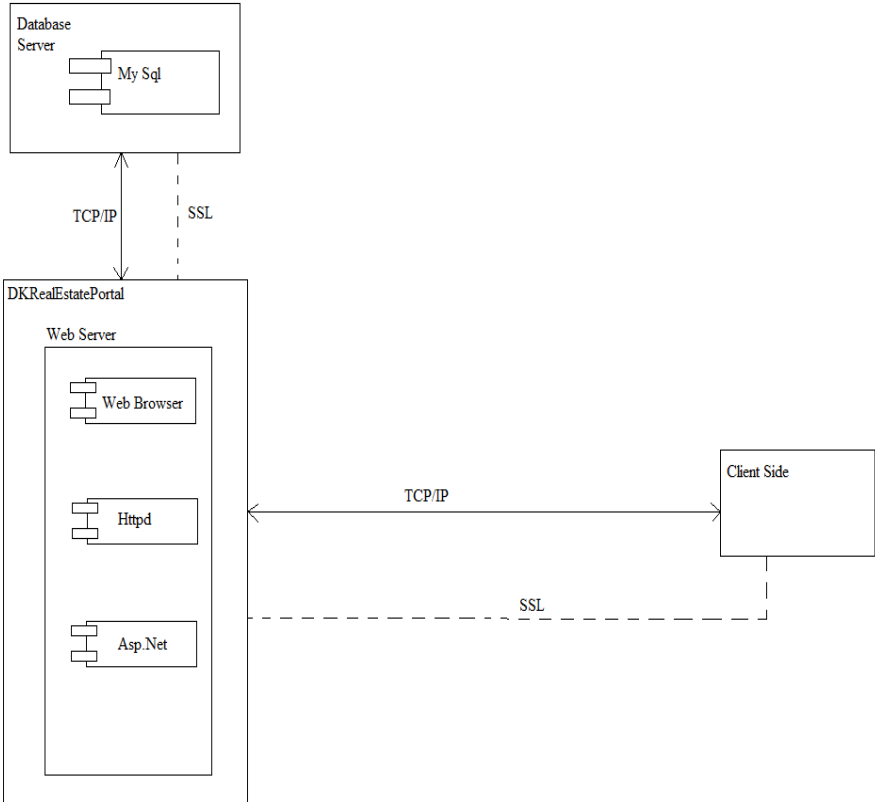 Database
Server
My Sql
TCP/IP
SSL
DKRealEstatePortal
Web Server
Web Browser
Httpd
Asp.Net
TCP/IP
SSL
Client Side